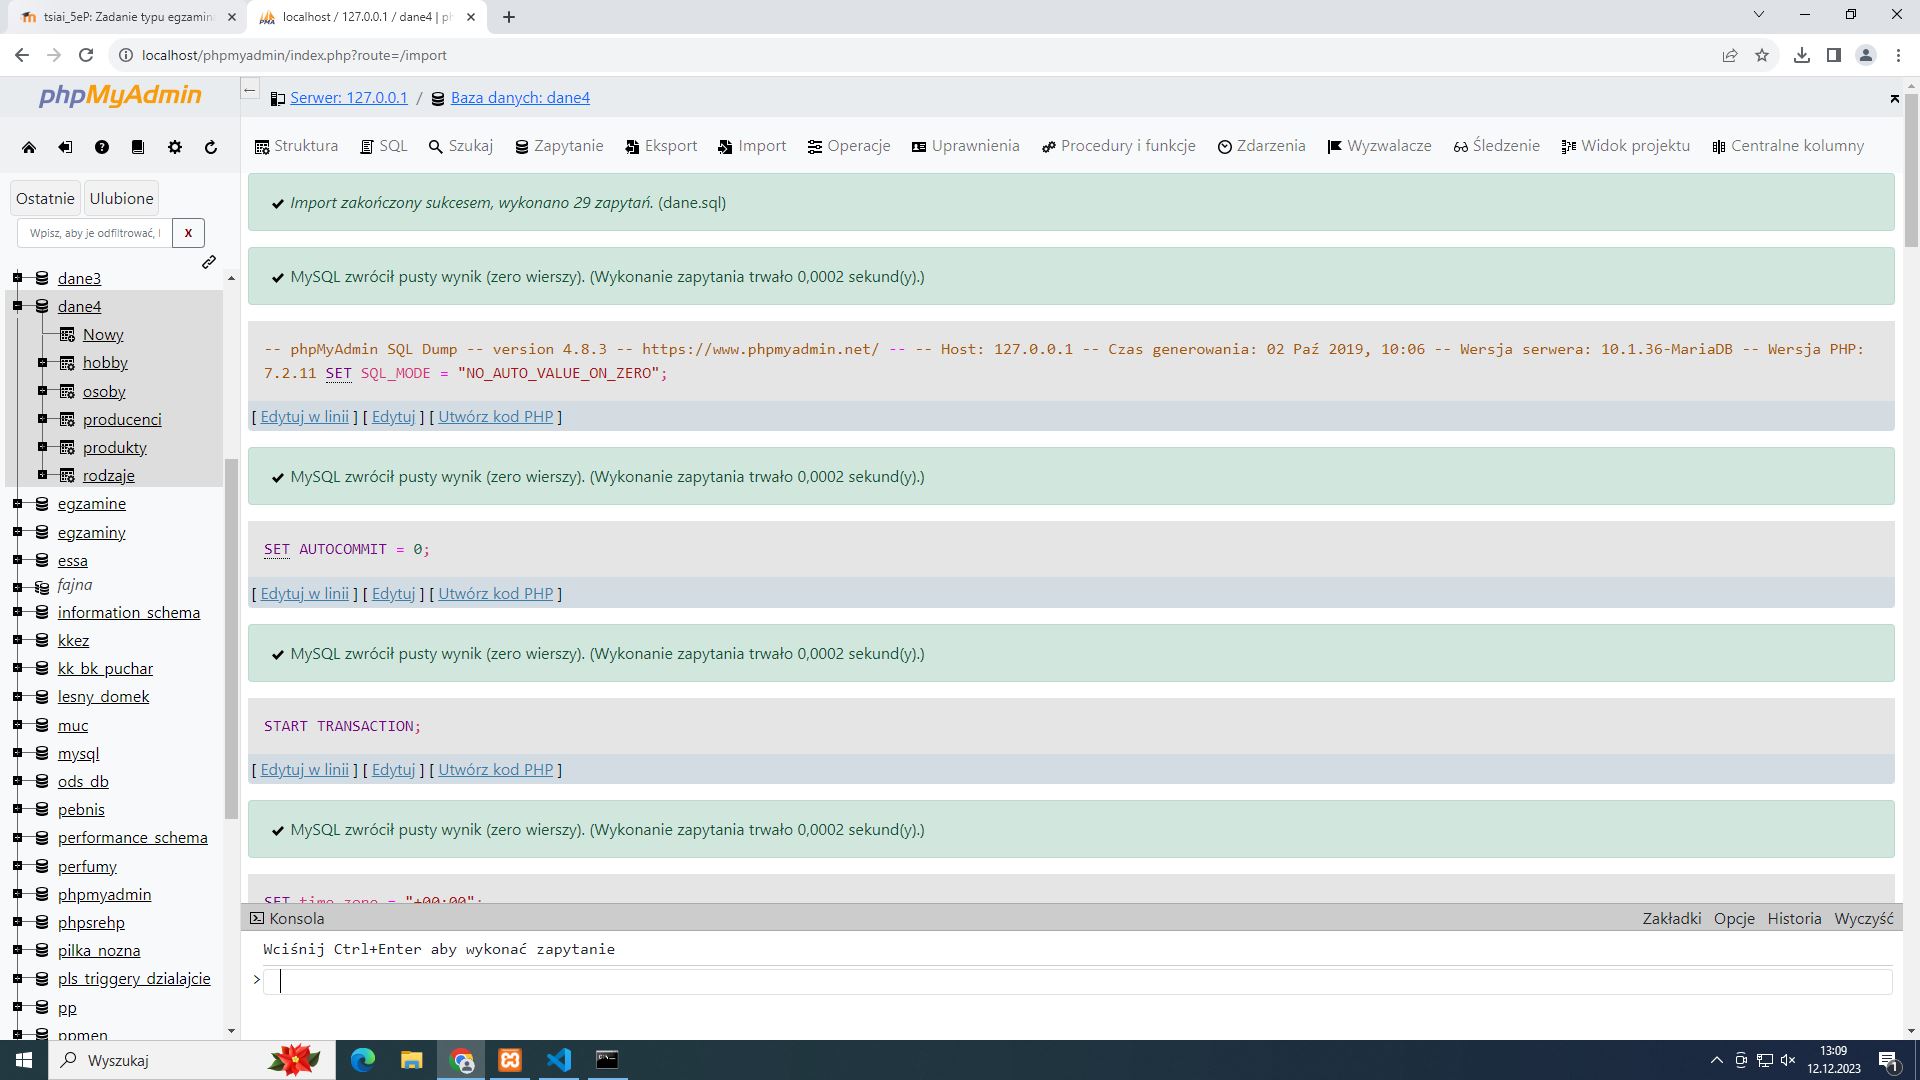 tsiai_5eP: Zadanie typu egzamin
localhost / 127.0.0.1 / dane4 | ph
localhost/phpmyadmin/index.php?route=/import
phpMyAdmin
Serwer: 127.0.0.1 / Baza danych: dane4
Struktura SQL Szukaj Zapytanie Eksport Import Operacje Uprawnienia Procedury i funkcje Zdarzenia Wyzwalacze Śledzenie Widok projektu Centralne kolumny
Ostatnie Ulubione
Wpisz, aby je odfiltrować, X
dane3
dane4
Nowy
hobby
osoby
producenci
produkty
rodzaje
egzamine
egzaminy
essa
fajna
information_schema
kkez
kk_bk_puchar
lesny_domek
muc
mysql
ods_db
pebnis
performance_schema
perfumy
phpmyadmin
phpsrehp
pilka_nozna
pls_triggery_dzialajcie
pp
ppmen
Import zakończony sukcesem, wykonano 29 zapytań. (dane.sql)
MySQL zwrócił pusty wynik (zero wierszy). (Wykonanie zapytania trwało 0,0002 sekund(y).)
-- phpMyAdmin SQL Dump -- version 4.8.3 -- https://www.phpmyadmin.net/ -- -- Host: 127.0.0.1 -- Czas generowania: 02 Paź 2019, 10:06 -- Wersja serwera: 10.1.36-MariaDB -- Wersja PHP:
7.2.11 SET SQL_MODE = "NO_AUTO_VALUE_ON_ZERO";
[ Edytuj w linii ] [ Edytuj ] [ Utwórz kod PHP ]
MySQL zwrócił pusty wynik (zero wierszy). (Wykonanie zapytania trwało 0,0002 sekund(y).)
SET AUTOCOMMIT = 0;
[ Edytuj w linii ] [ Edytuj ] [ Utwórz kod PHP ]
MySQL zwrócił pusty wynik (zero wierszy). (Wykonanie zapytania trwało 0,0002 sekund(y).)
START TRANSACTION;
[ Edytuj w linii ] [ Edytuj ] [ Utwórz kod PHP ]
MySQL zwrócił pusty wynik (zero wierszy). (Wykonanie zapytania trwało 0,0002 sekund(y).)
SET time_zone = "+00:00";
Konsola Zakładki Opcje Historia Wyczyść
Wciśnij Ctrl+Enter aby wykonać zapytanie
>
Wyszukaj
13:09
12.12.2023
1